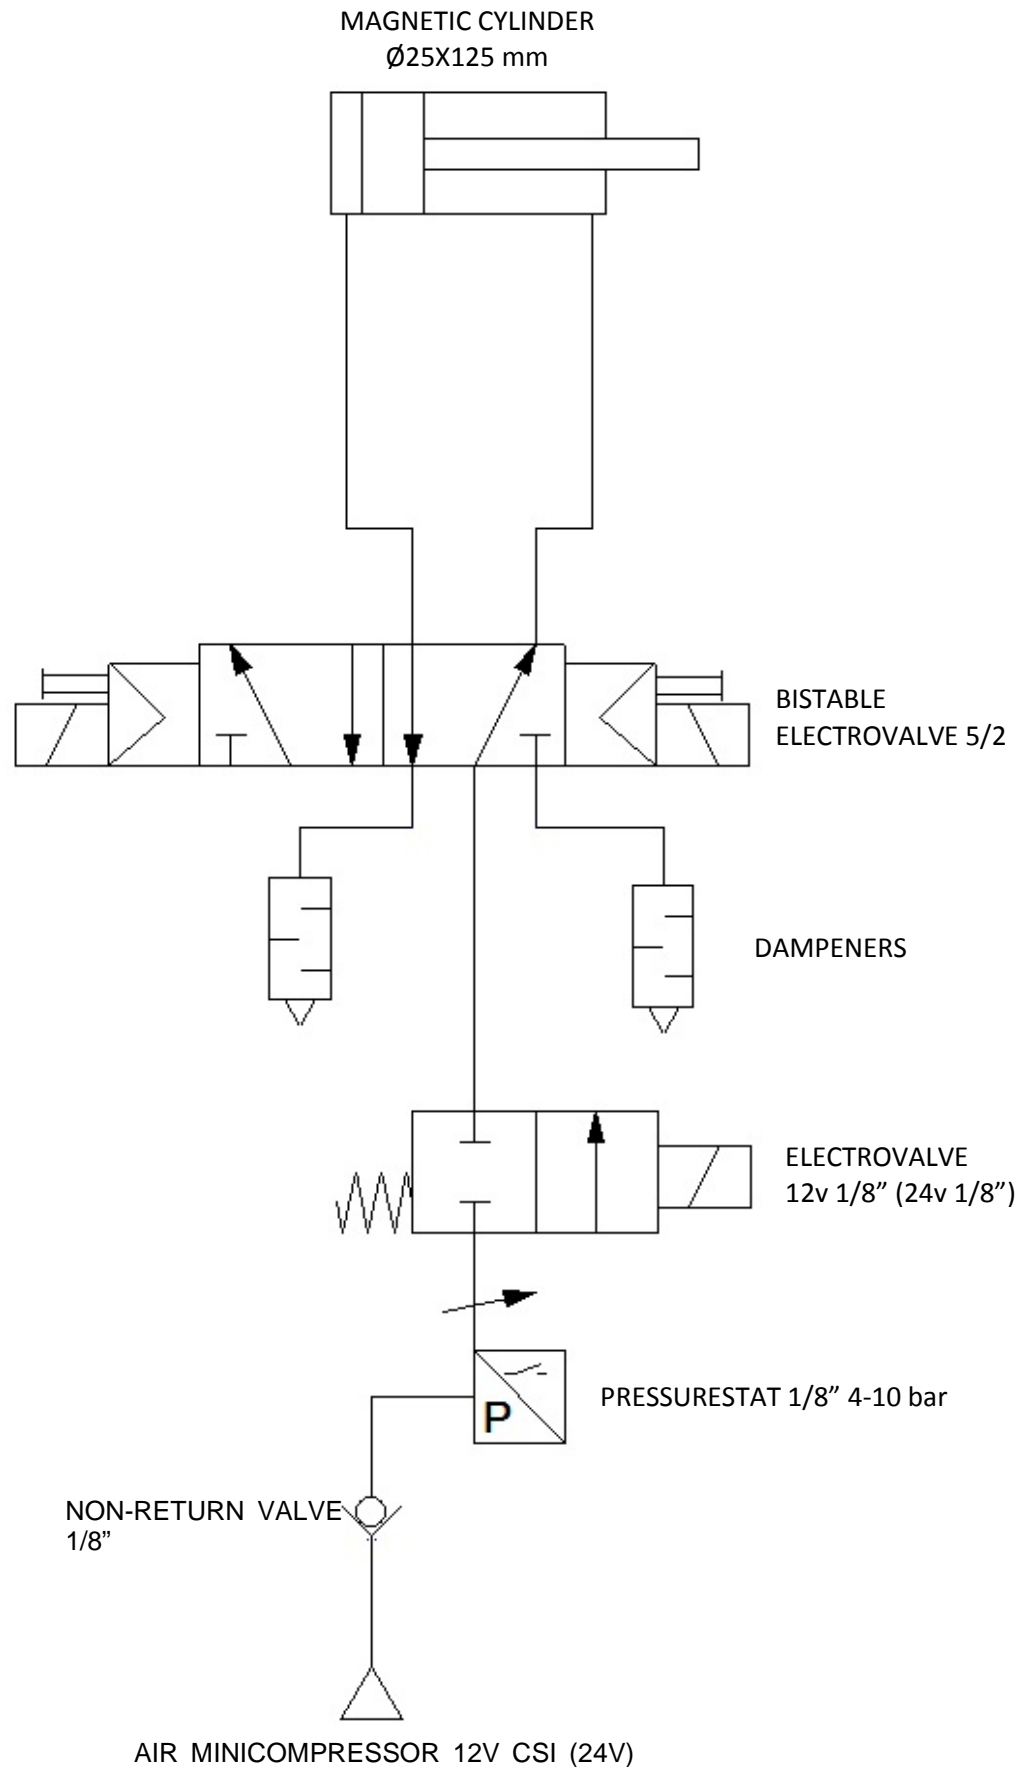 MAGNETIC CYLINDER
Ø25X125 mm
BISTABLE
ELECTROVALVE 5/2
DAMPENERS
ELECTROVALVE
12v 1/8” (24v 1/8”)
P
PRESSURESTAT 1/8” 4-10 bar
NON-RETURN VALVE
1/8”
AIR MINICOMPRESSOR 12V CSI (24V)